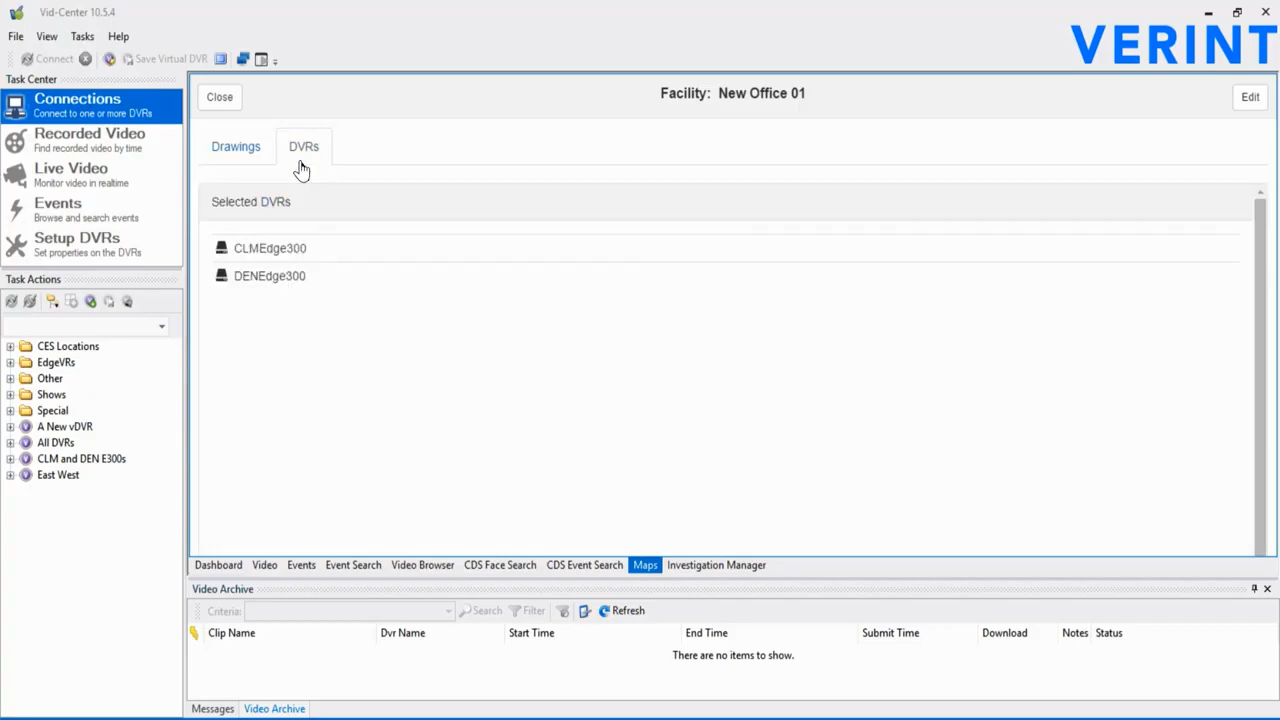 Vid-Center 10.5.4
File View Tasks Help
VERINT
Connect Save Virtual DVR
Task Center
Connections
Connect to one or more DVRs
Recorded Video
Find recorded video by time
Live Video
Monitor video in realtime
Events
Browse and search events
Setup DVRs
Set properties on the DVRs
Task Actions
CES Locations
EdgeVRs
Other
Shows
Special
V A New vDVR
V All DVRs
V CLM and DEN E300s
V East West
Close Facility: New Office 01 Edit
Drawings DVRs
Selected DVRs
CLMEdge300
DENEdge300
Dashboard Video Events Event Search Video Browser CDS Face Search CDS Event Search Maps Investigation Manager
Video Archive
Criteria: Search Filter Refresh
Clip Name Dvr Name Start Time End Time Submit Time Download Notes Status
There are no items to show.
Messages Video Archive